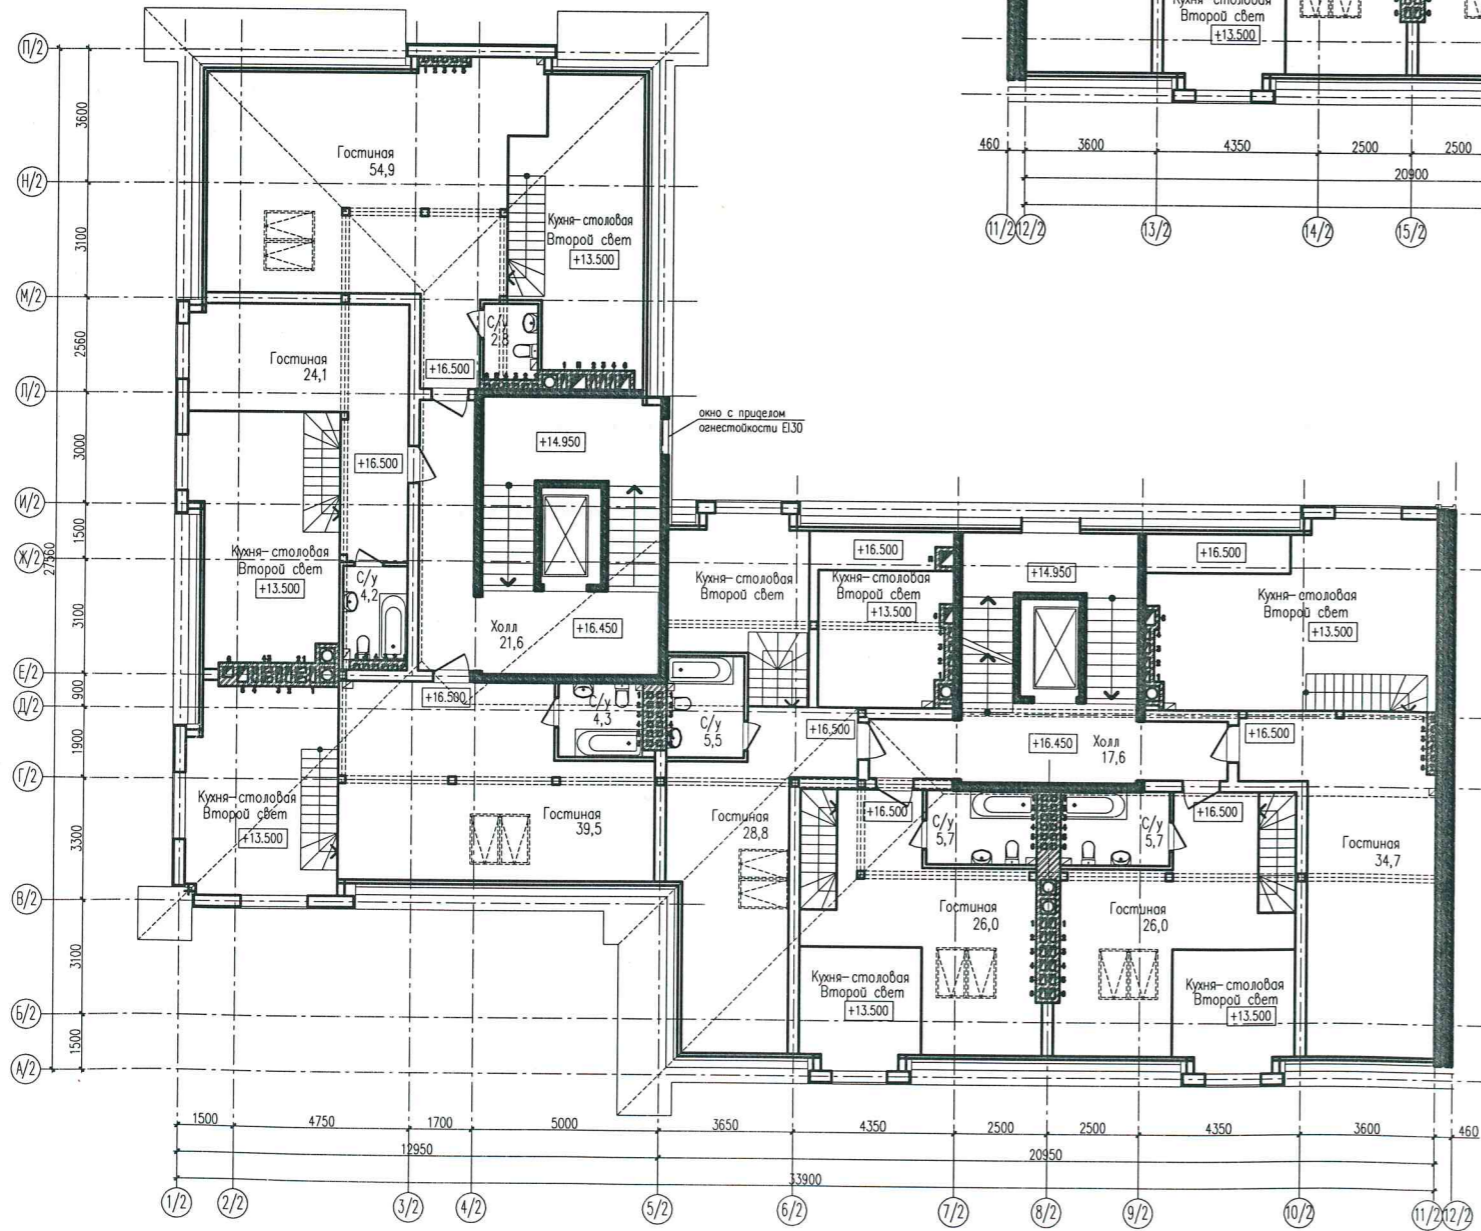 Кухня-столовая
Второй свет
+13.500
460
3600
4350
2500
2500
20900
11/2
12/2
13/2
14/2
15/2
П/2
Н/2
М/2
Л/2
И/2
Ж/2
Е/2
Д/2
Г/2
В/2
Б/2
А/2
3600
3100
2560
3000
1500
3100
900
1900
3300
3100
1500
27560
Гостиная
54,9
Кухня-столовая
Второй свет
+13.500
С/у
2,8
Гостиная
24,1
+16.500
окно с пределом
огнестойкости EI30
+14.950
+16.500
Кухня-столовая
Второй свет
+13.500
С/у
4,2
Холл
21,6
+16.450
Кухня-столовая
Второй свет
+16.500
Кухня-столовая
Второй свет
+13.500
+14.950
+16.500
Кухня-столовая
Второй свет
+13.500
+16.500
С/у
4,3
С/у
5,5
+16.500
+16.450
Холл
17,6
+16.500
Кухня-столовая
Второй свет
+13.500
Гостиная
39,5
Гостиная
28,8
+16.500
С/у
5,7
С/у
5,7
+16.500
Гостиная
34,7
Гостиная
26,0
Гостиная
26,0
Кухня-столовая
Второй свет
+13.500
Кухня-столовая
Второй свет
+13.500
1500
4750
1700
5000
3650
4350
2500
2500
4350
3600
460
12950
20950
33900
1/2
2/2
3/2
4/2
5/2
6/2
7/2
8/2
9/2
10/2
11/2
12/2